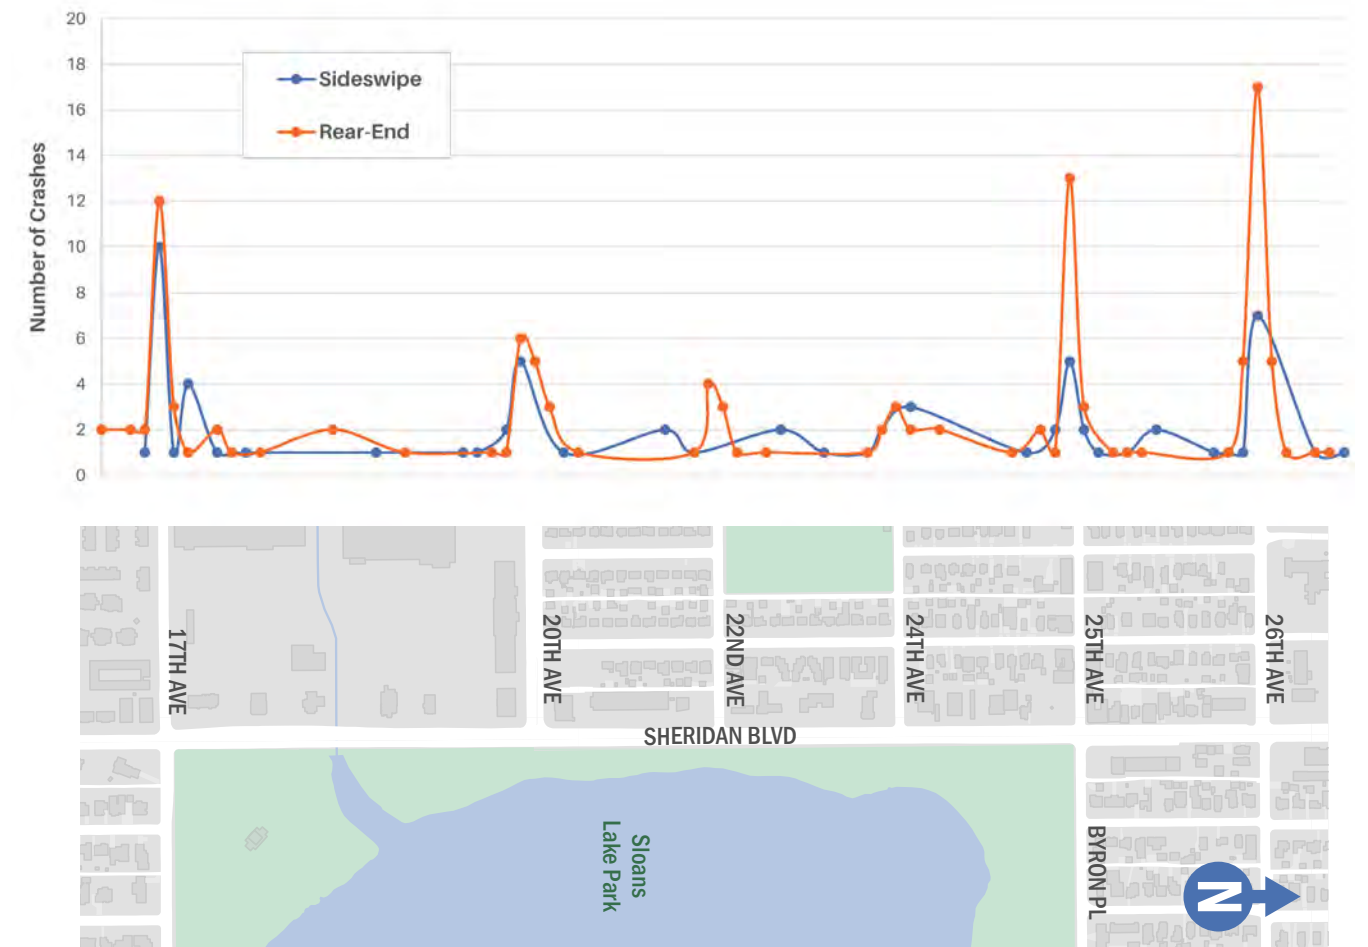 20
18
16
14
12
10
8
6
4
2
0
Number of Crashes
Sideswipe
Rear-End
17TH AVE
20TH AVE
22ND AVE
24TH AVE
25TH AVE
26TH AVE
SHERIDAN BLVD
Sloans
Lake Park
BYRON PL
N